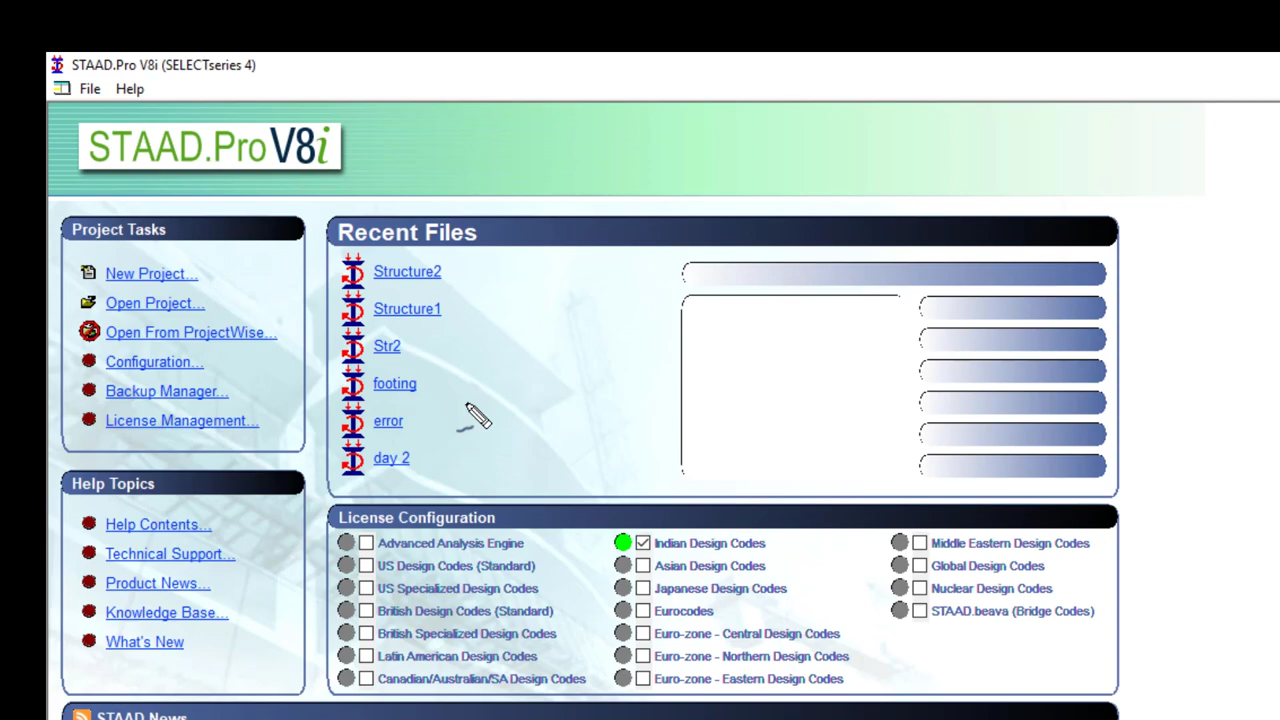 STAAD.Pro V8i (SELECTseries 4)
File Help
STAAD.Pro V8i
Project Tasks
New Project...
Open Project...
Open From ProjectWise...
Configuration...
Backup Manager...
License Management...
Recent Files
Structure2
Structure1
Str2
footing
error
day 2
Help Topics
Help Contents...
Technical Support...
Product News...
Knowledge Base...
What's New
License Configuration
Advanced Analysis Engine
US Design Codes (Standard)
US Specialized Design Codes
British Design Codes (Standard)
British Specialized Design Codes
Latin American Design Codes
Canadian/Australian/SA Design Codes
Indian Design Codes
Asian Design Codes
Japanese Design Codes
Eurocodes
Euro-zone - Central Design Codes
Euro-zone - Northern Design Codes
Euro-zone - Eastern Design Codes
Middle Eastern Design Codes
Global Design Codes
Nuclear Design Codes
STAAD.beava (Bridge Codes)
STAAD News